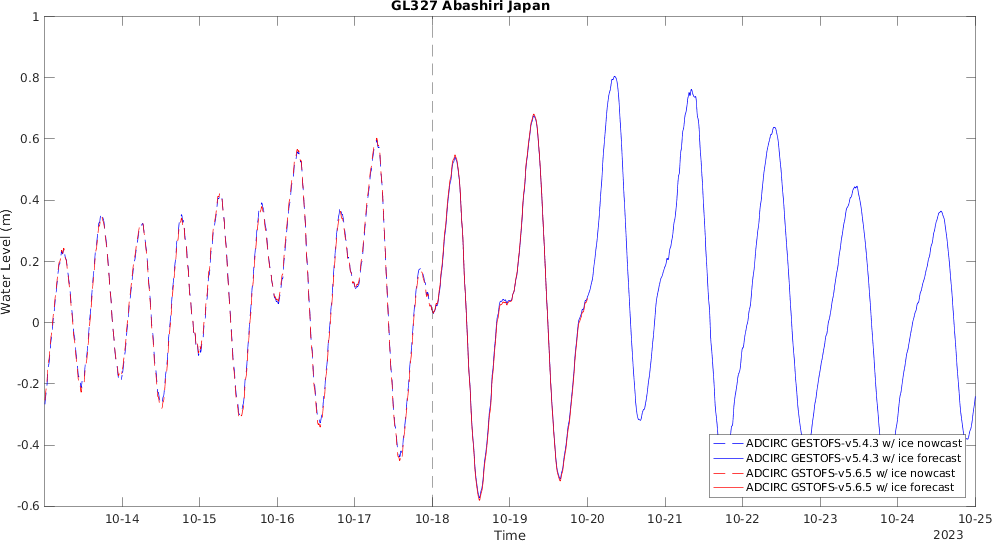 GL327 Abashiri Japan
1
0.8
0.6
0.4
0.2
0
-0.2
-0.4
-0.6
Water Level (m)
10-14 10-15 10-16 10-17 10-18 10-19 10-20 10-21 10-22 10-23 10-24 10-25
Time
2023
ADCIRC GESTOFS-v5.4.3 w/ ice nowcast
ADCIRC GESTOFS-v5.4.3 w/ ice forecast
ADCIRC GSTOFS-v5.6.5 w/ ice nowcast
ADCIRC GSTOFS-v5.6.5 w/ ice forecast